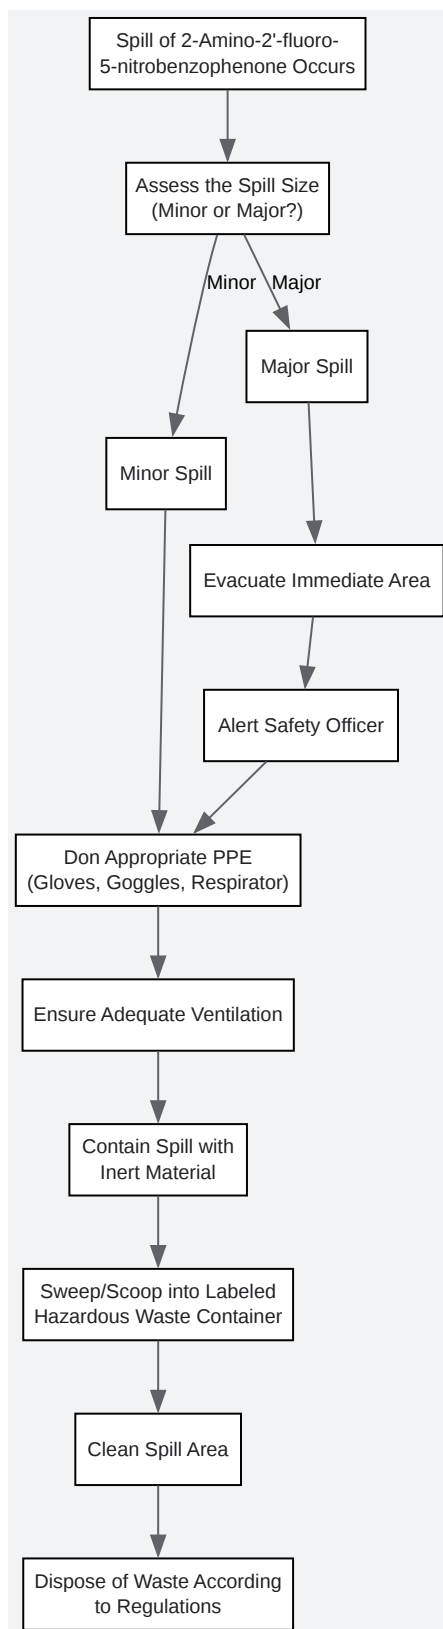 Spill of 2-Amino-2'-fluoro-
5-nitrobenzophenone Occurs
Assess the Spill Size
(Minor or Major?)
Minor
Major
Major Spill
Minor Spill
Evacuate Immediate Area
Alert Safety Officer
Don Appropriate PPE
(Gloves, Goggles, Respirator)
Ensure Adequate Ventilation
Contain Spill with
Inert Material
Sweep/Scoop into Labeled
Hazardous Waste Container
Clean Spill Area
Dispose of Waste According
to Regulations